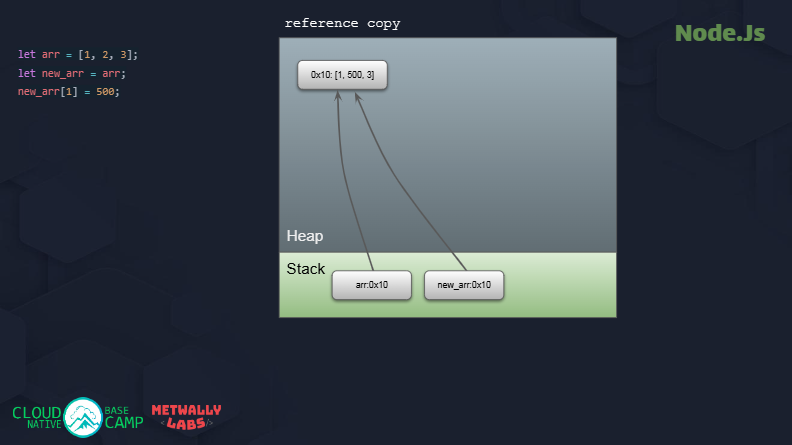 reference copy
Node.Js
let arr = [1, 2, 3];
let new_arr = arr;
new_arr[1] = 500;
0x10: [1, 500, 3]
Heap
Stack
arr:0x10
new_arr:0x10
CLOUD NATIVE
BASE CAMP
METWALLY
<LABS/>